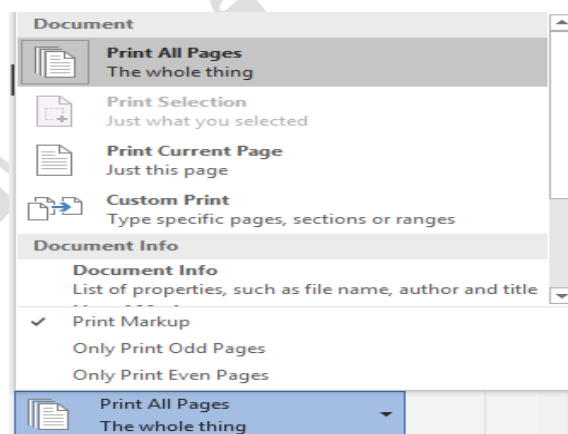 Document
Print All Pages
The whole thing
Print Selection
Just what you selected
Print Current Page
Just this page
Custom Print
Type specific pages, sections or ranges
Document Info
Document Info
List of properties, such as file name, author and title
Print Markup
Only Print Odd Pages
Only Print Even Pages
Print All Pages
The whole thing